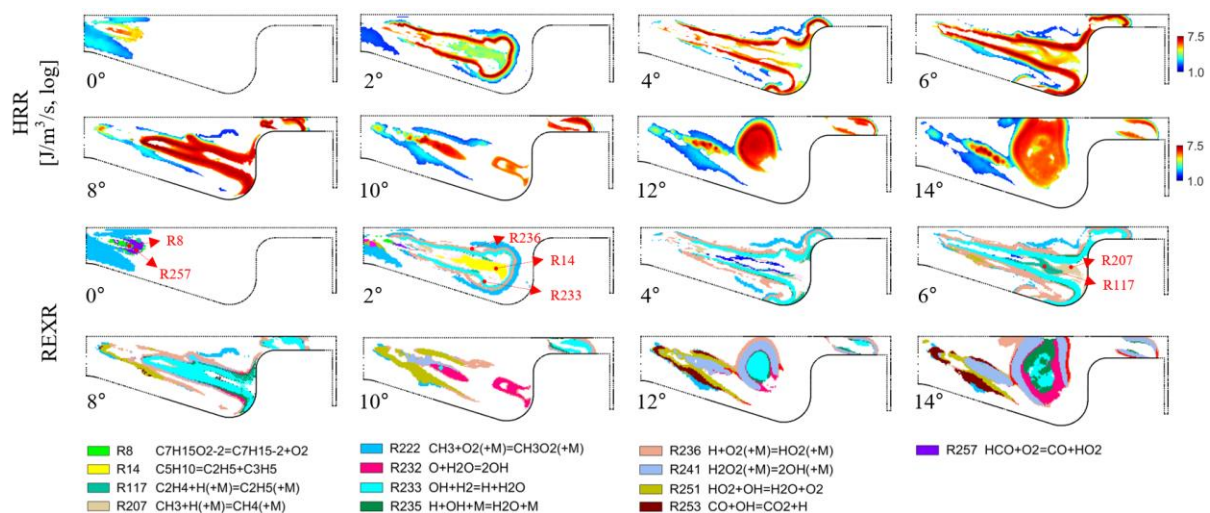 HRR
[J/m³/s, log]
0°
2°
4°
6°
7.5
1.0
8°
10°
12°
14°
7.5
1.0
REXR
R8
R257
0°
R236
R14
R233
2°
4°
R207
R117
6°
8°
10°
12°
14°
R8 C7H15O2-2=C7H15-2+O2
R14 C5H10=C2H5+C3H5
R117 C2H4+H(+M)=C2H5(+M)
R207 CH3+H(+M)=CH4(+M)
R222 CH3+O2(+M)=CH3O2(+M)
R232 O+H2O=2OH
R233 OH+H2=H+H2O
R235 H+OH+M=H2O+M
R236 H+O2(+M)=HO2(+M)
R241 H2O2(+M)=2OH(+M)
R251 HO2+OH=H2O+O2
R253 CO+OH=CO2+H
R257 HCO+O2=CO+HO2